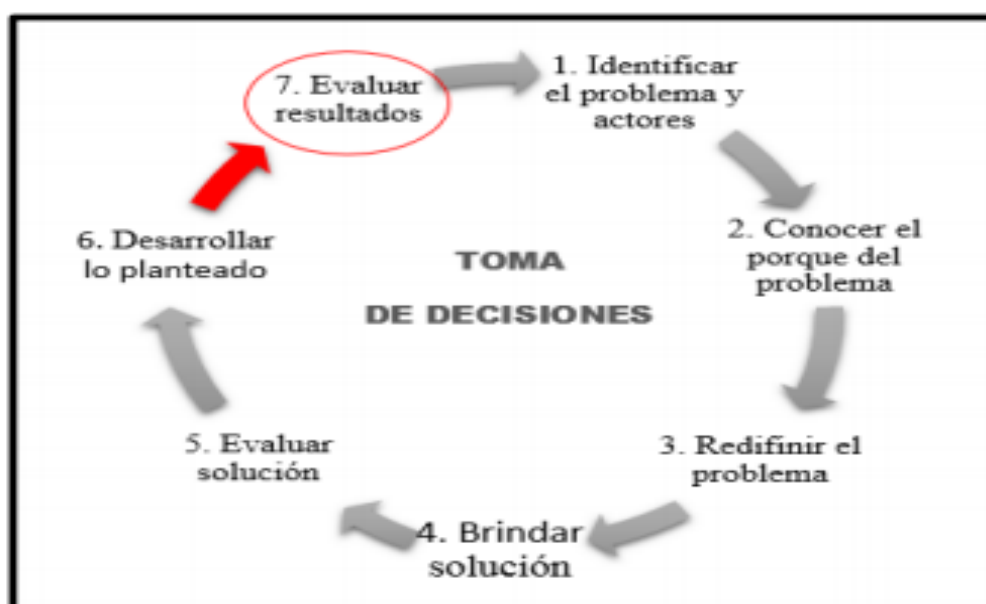 7. Evaluar
resultados
1. Identificar
el problema y
actores
2. Conocer el
porque del
problema
3. Redifinir el
problema
4. Brindar
solución
5. Evaluar
solución
6. Desarrollar
lo planteado
TOMA
DE DECISIONES